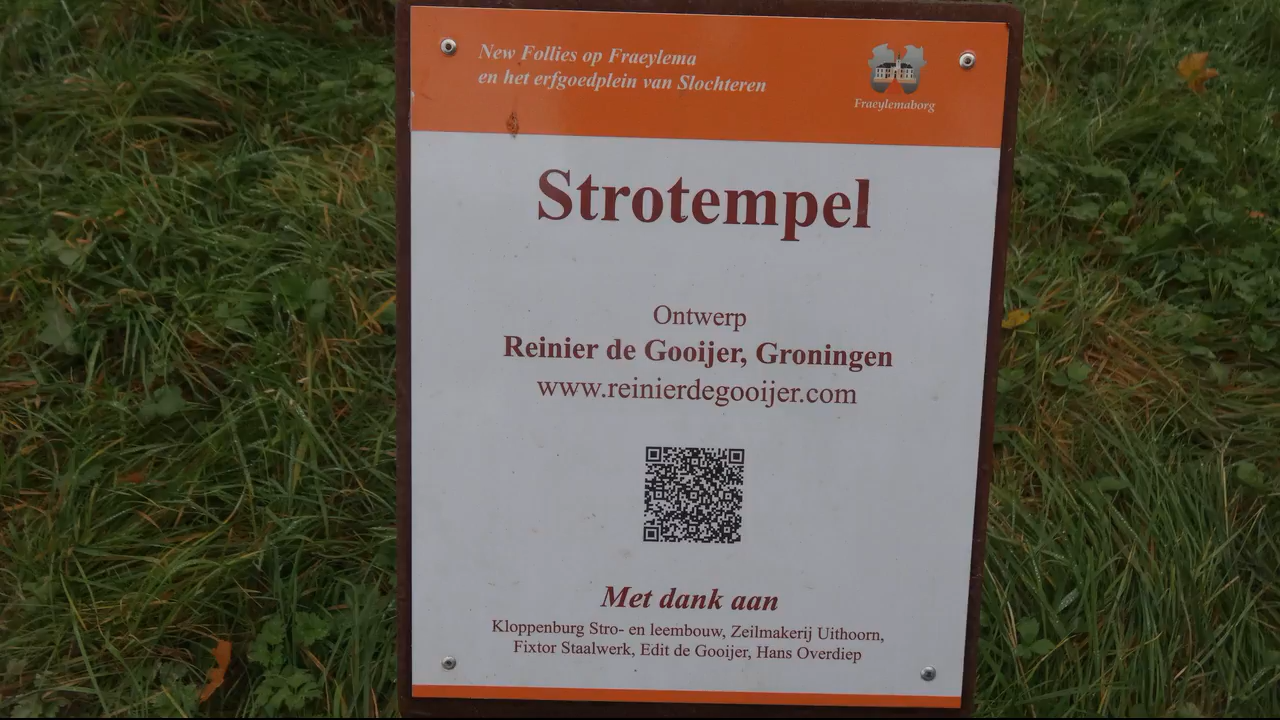 New Follies op Fraeylema
en het erfgoedplein van Slochteren
Fraeylemaborg
Strotempel
Ontwerp
Reinier de Gooijer, Groningen
www.reinierdegooijer.com
Met dank aan
Kloppenburg Stro- en leembouw, Zeilmakerij Uithoorn,
Fixtor Staalwerk, Edit de Gooijer, Hans Overdiep